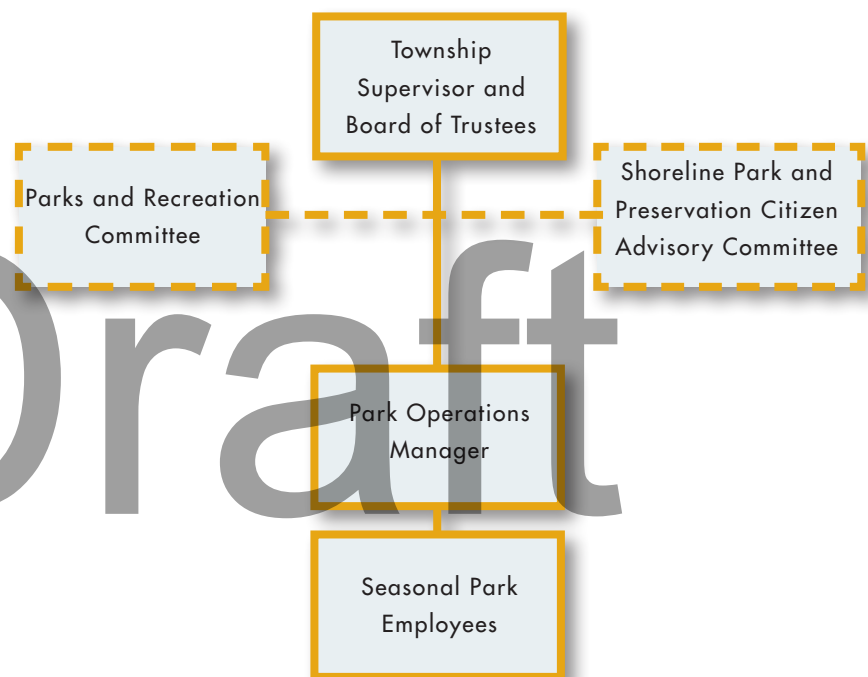 Township
Supervisor and
Board of Trustees
Parks and Recreation
Committee
Shoreline Park and
Preservation Citizen
Advisory Committee
Draft
Park Operations
Manager
Seasonal Park
Employees